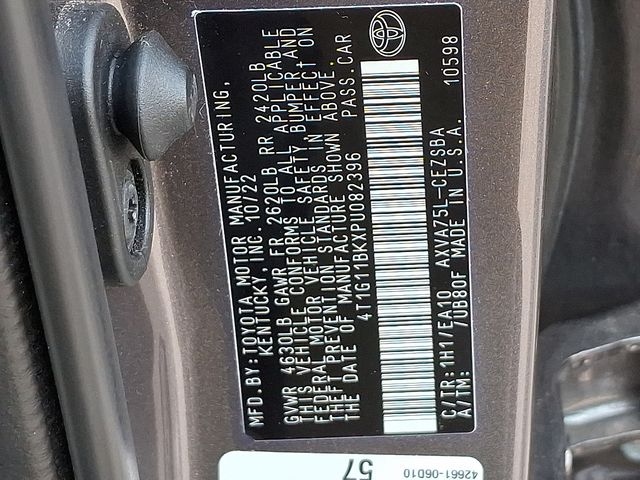 MFD.BY:TOYOTA MOTOR MANUFACTURING,
KENTUCKY, INC. 10/22
GVWR 4630LB GAWR FR 2620LB RR 2420LB
THIS VEHICLE CONFORMS TO ALL APPLICABLE
FEDERAL MOTOR VEHICLE SAFETY, BUMPER AND
THEFT PREVENTION STANDARDS IN EFFECT ON
THE DATE OF MANUFACTURE SHOWN ABOVE.
4T1G11BKXPU082396 PASS.CAR
C/TR:1H1/EA10 AXVA75L-CEZSBA
A/TM: /0B80F MADE IN U.S.A. 10598
57
42661-06D10